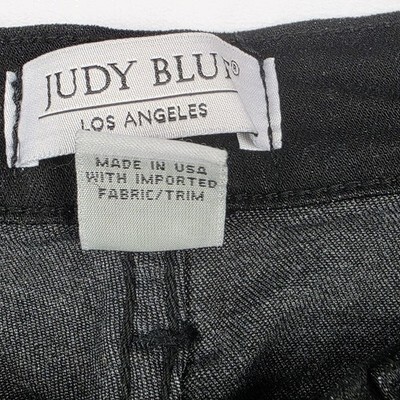 JUDY BLUE®
LOS ANGELES
MADE IN USA
WITH IMPORTED
FABRIC/TRIM